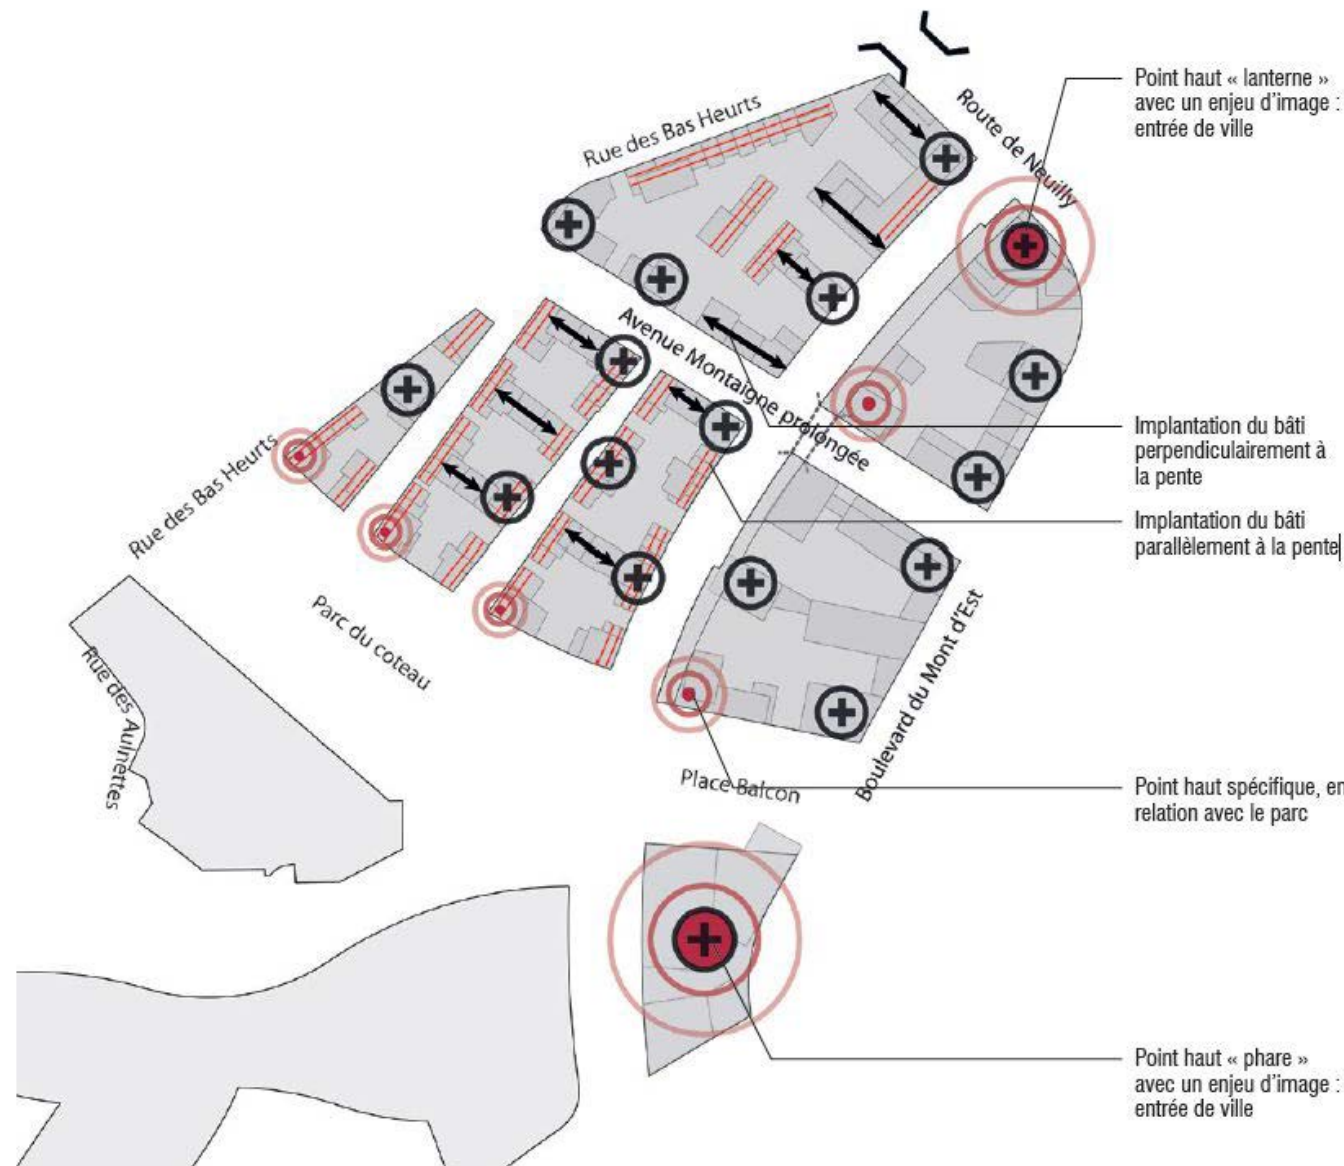 Point haut « lanterne »
avec un enjeu d'image :
entrée de ville
Route de Neuilly
Rue des Bas Heurts
Avenue Montaigne prolongée
Implantation du bâti
perpendiculairement à
la pente
Implantation du bâti
parallèlement à la pente
Rue des Bas Heurts
Parc du coteau
Rue des Aulnettes
Boulevard du Mont d'Est
Place Balcon
Point haut spécifique, en
relation avec le parc
Point haut « phare »
avec un enjeu d'image :
entrée de ville